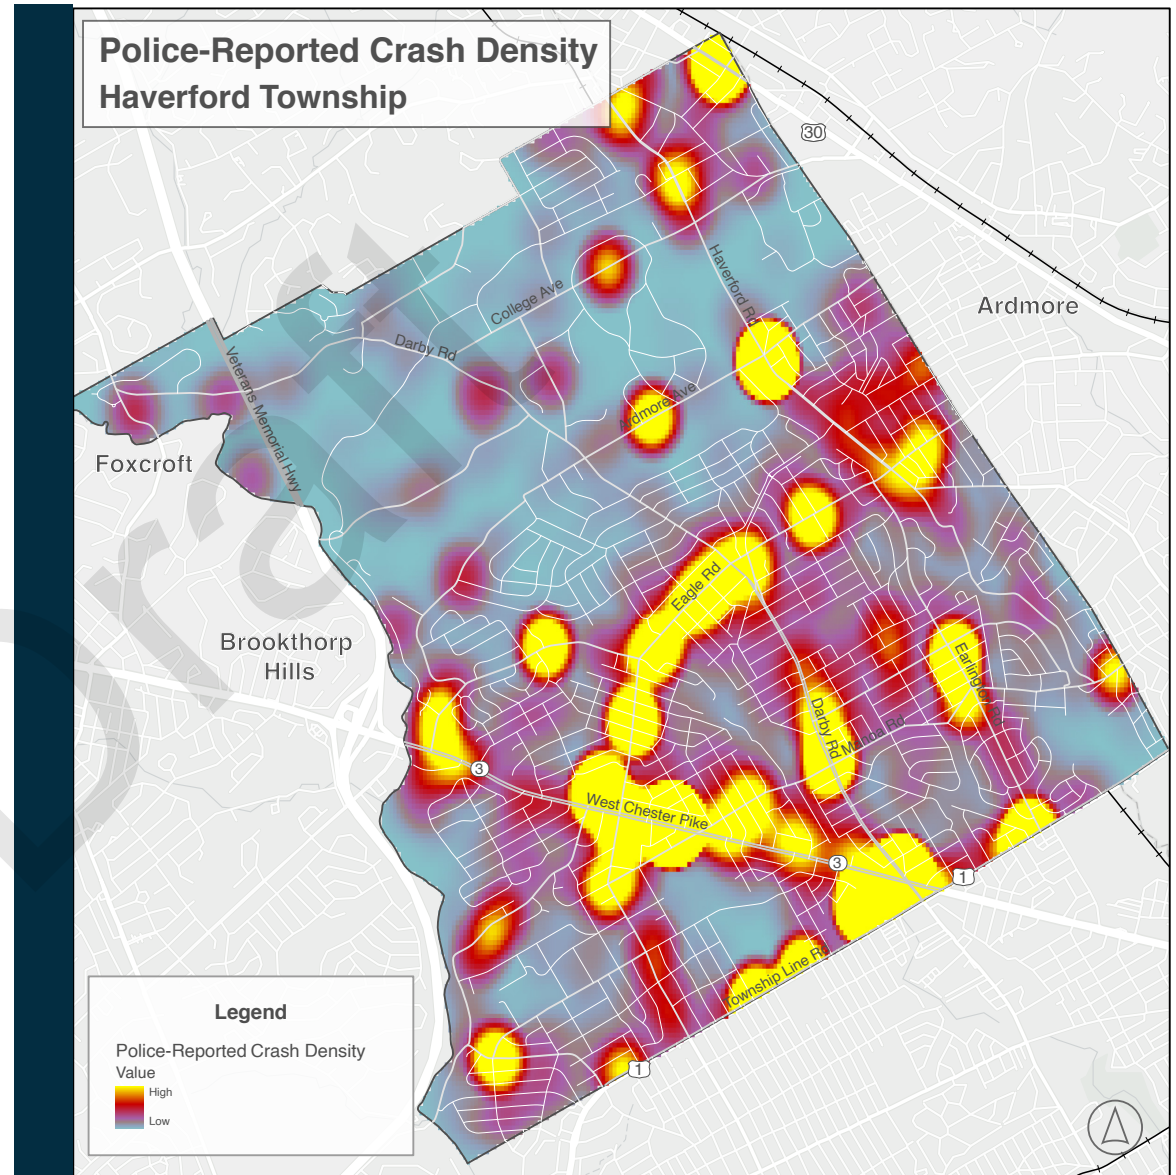 Police-Reported Crash Density
Haverford Township
30
Ardmore
Haverford Rd
College Ave
Darby Rd
Veterans Memorial Hwy
Ardmore Ave
Foxcroft
Eagle Rd
Brookthorp
Hills
Earlington Rd
Darby Rd
Manoa Rd
3
West Chester Pike
3
1
Township Line Rd
1
Legend
Police-Reported Crash Density
Value
High
Low
Draft